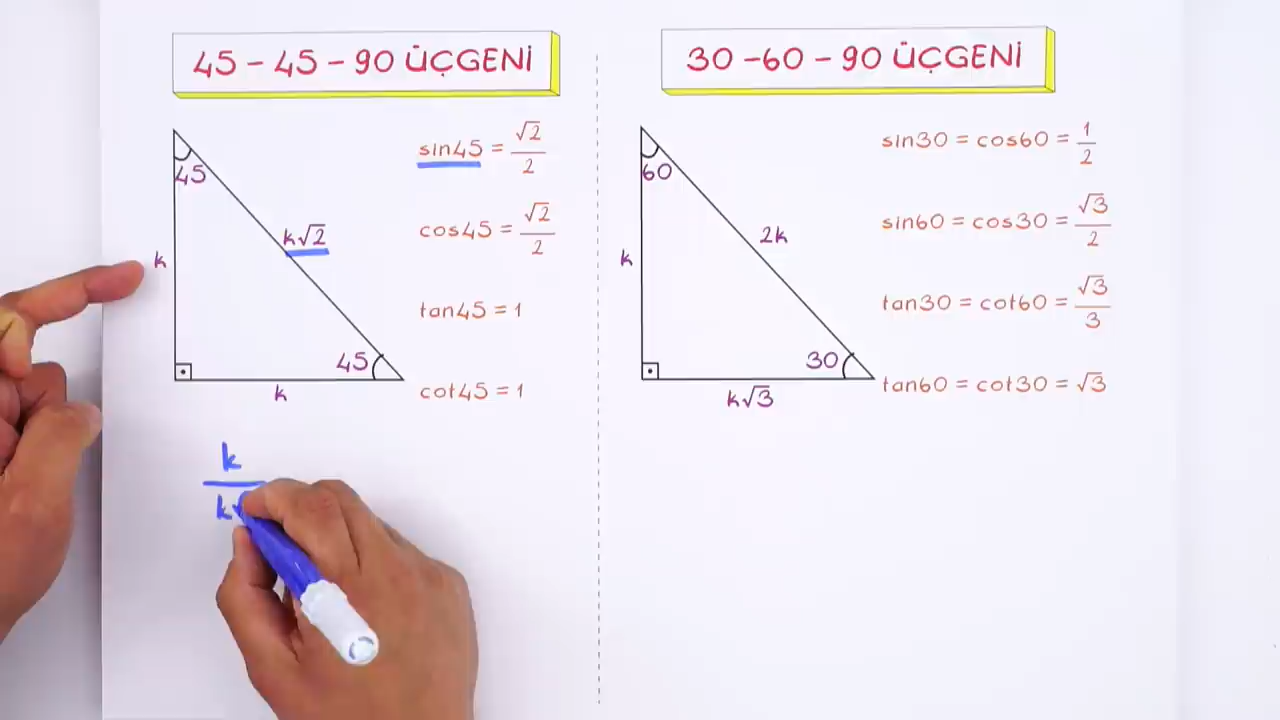 45 - 45 - 90 ÜÇGENİ
45
k
k√2
45
k
sin45 = √2/2
cos45 = √2/2
tan45 = 1
cot45 = 1
k
k√
30 - 60 - 90 ÜÇGENİ
60
k
2k
30
k√3
sin30 = cos60 = 1/2
sin60 = cos30 = √3/2
tan30 = cot60 = √3/3
tan60 = cot30 = √3